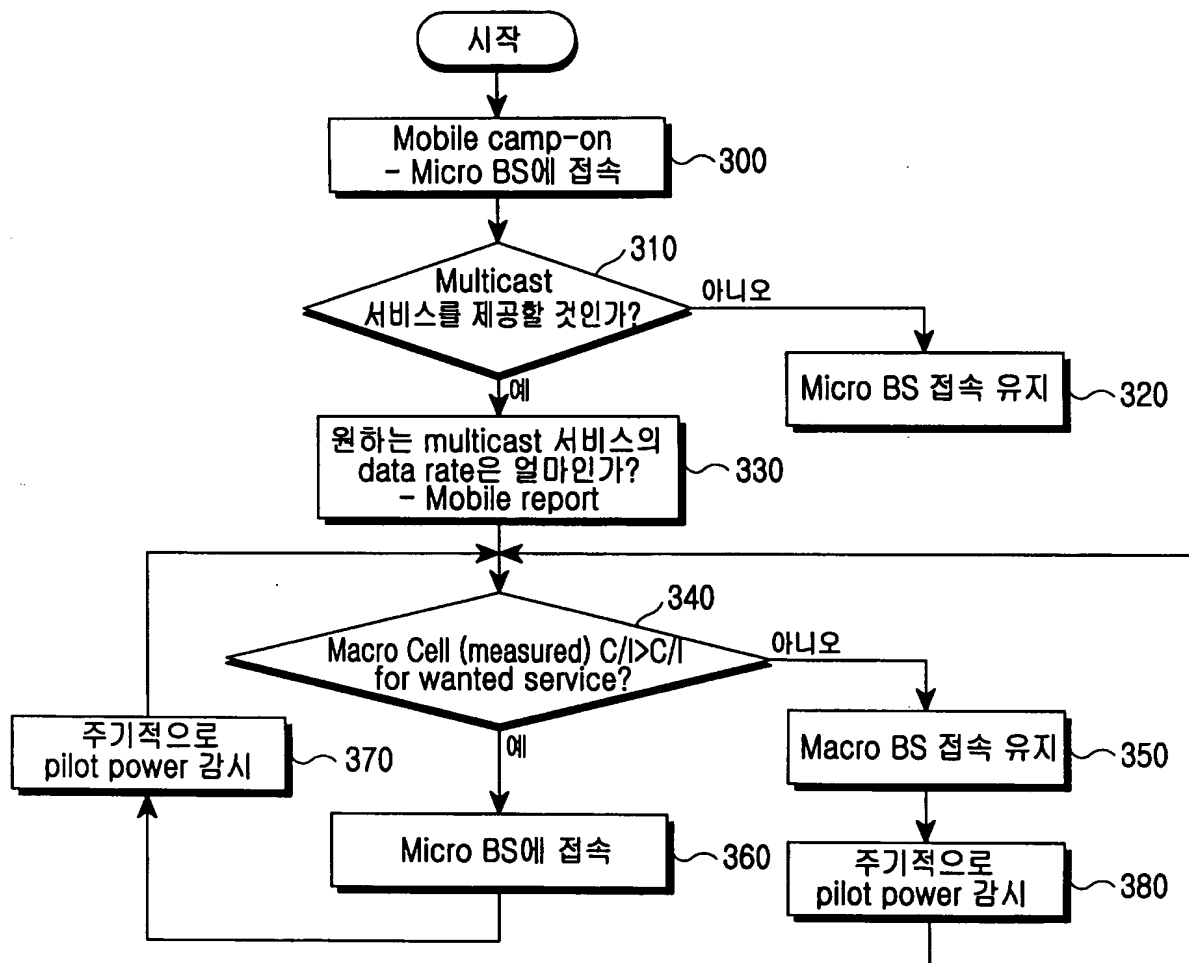 시작
Mobile camp-on
- Micro BS에 접속
300
310
Multicast
서비스를 제공할 것인가?
아니오
Micro BS 접속 유지
320
예
원하는 multicast 서비스의
data rate은 얼마인가?
- Mobile report
330
340
Macro Cell (measured) C/I>C/I
for wanted service?
아니오
주기적으로
pilot power 감시
370
예
Macro BS 접속 유지
350
Micro BS에 접속
360
주기적으로
pilot power 감시
380